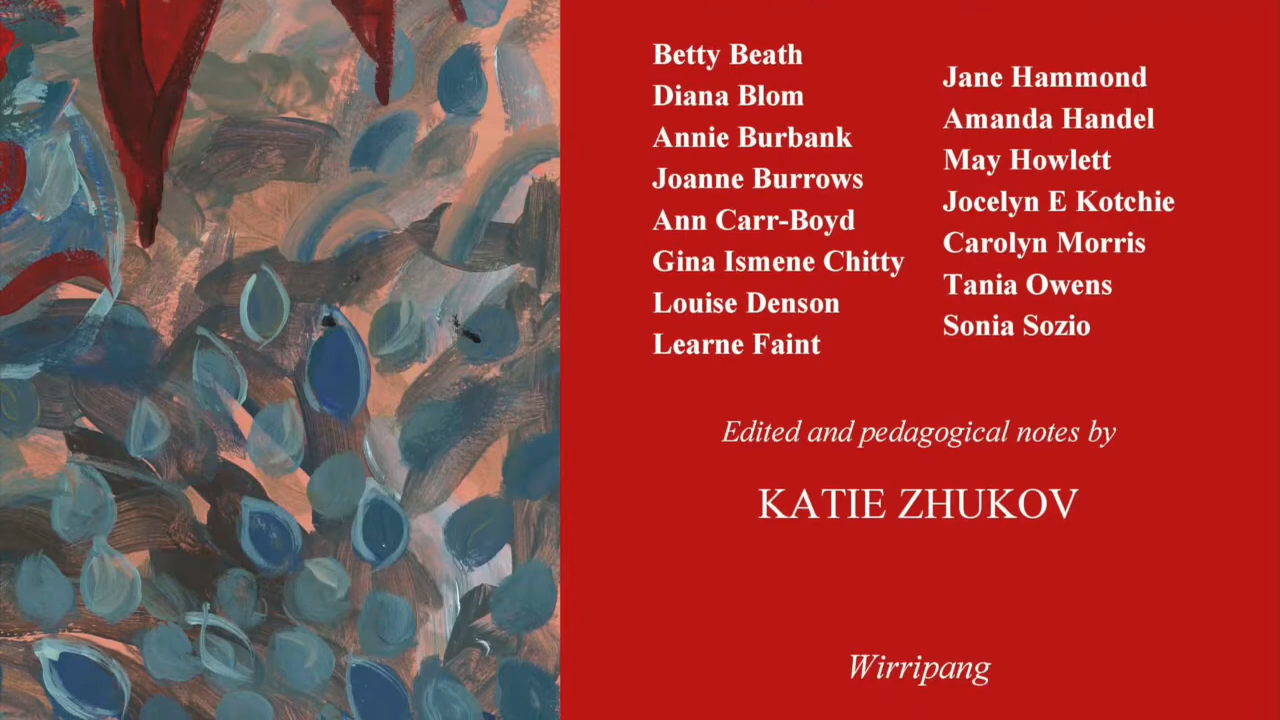 Betty Beath
Diana Blom
Annie Burbank
Joanne Burrows
Ann Carr-Boyd
Gina Ismene Chitty
Louise Denson
Learne Faint
Jane Hammond
Amanda Handel
May Howlett
Jocelyn E Kotchie
Carolyn Morris
Tania Owens
Sonia Sozio
Edited and pedagogical notes by
KATIE ZHUKOV
Wirripang